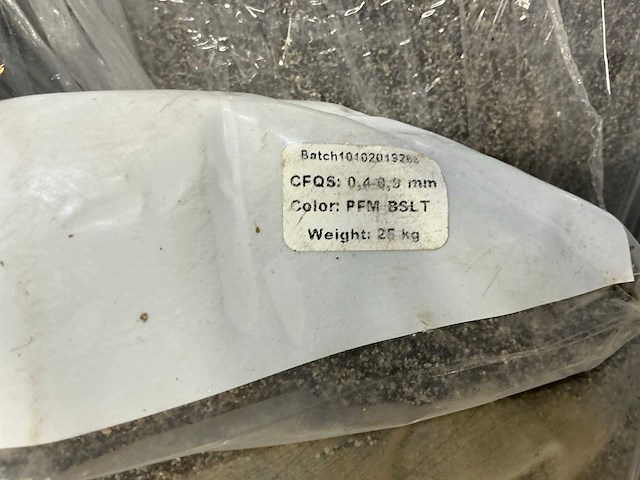 CFQS: 0,4-0,9 mm
Color: PFM BSLT
Weight: 25 kg